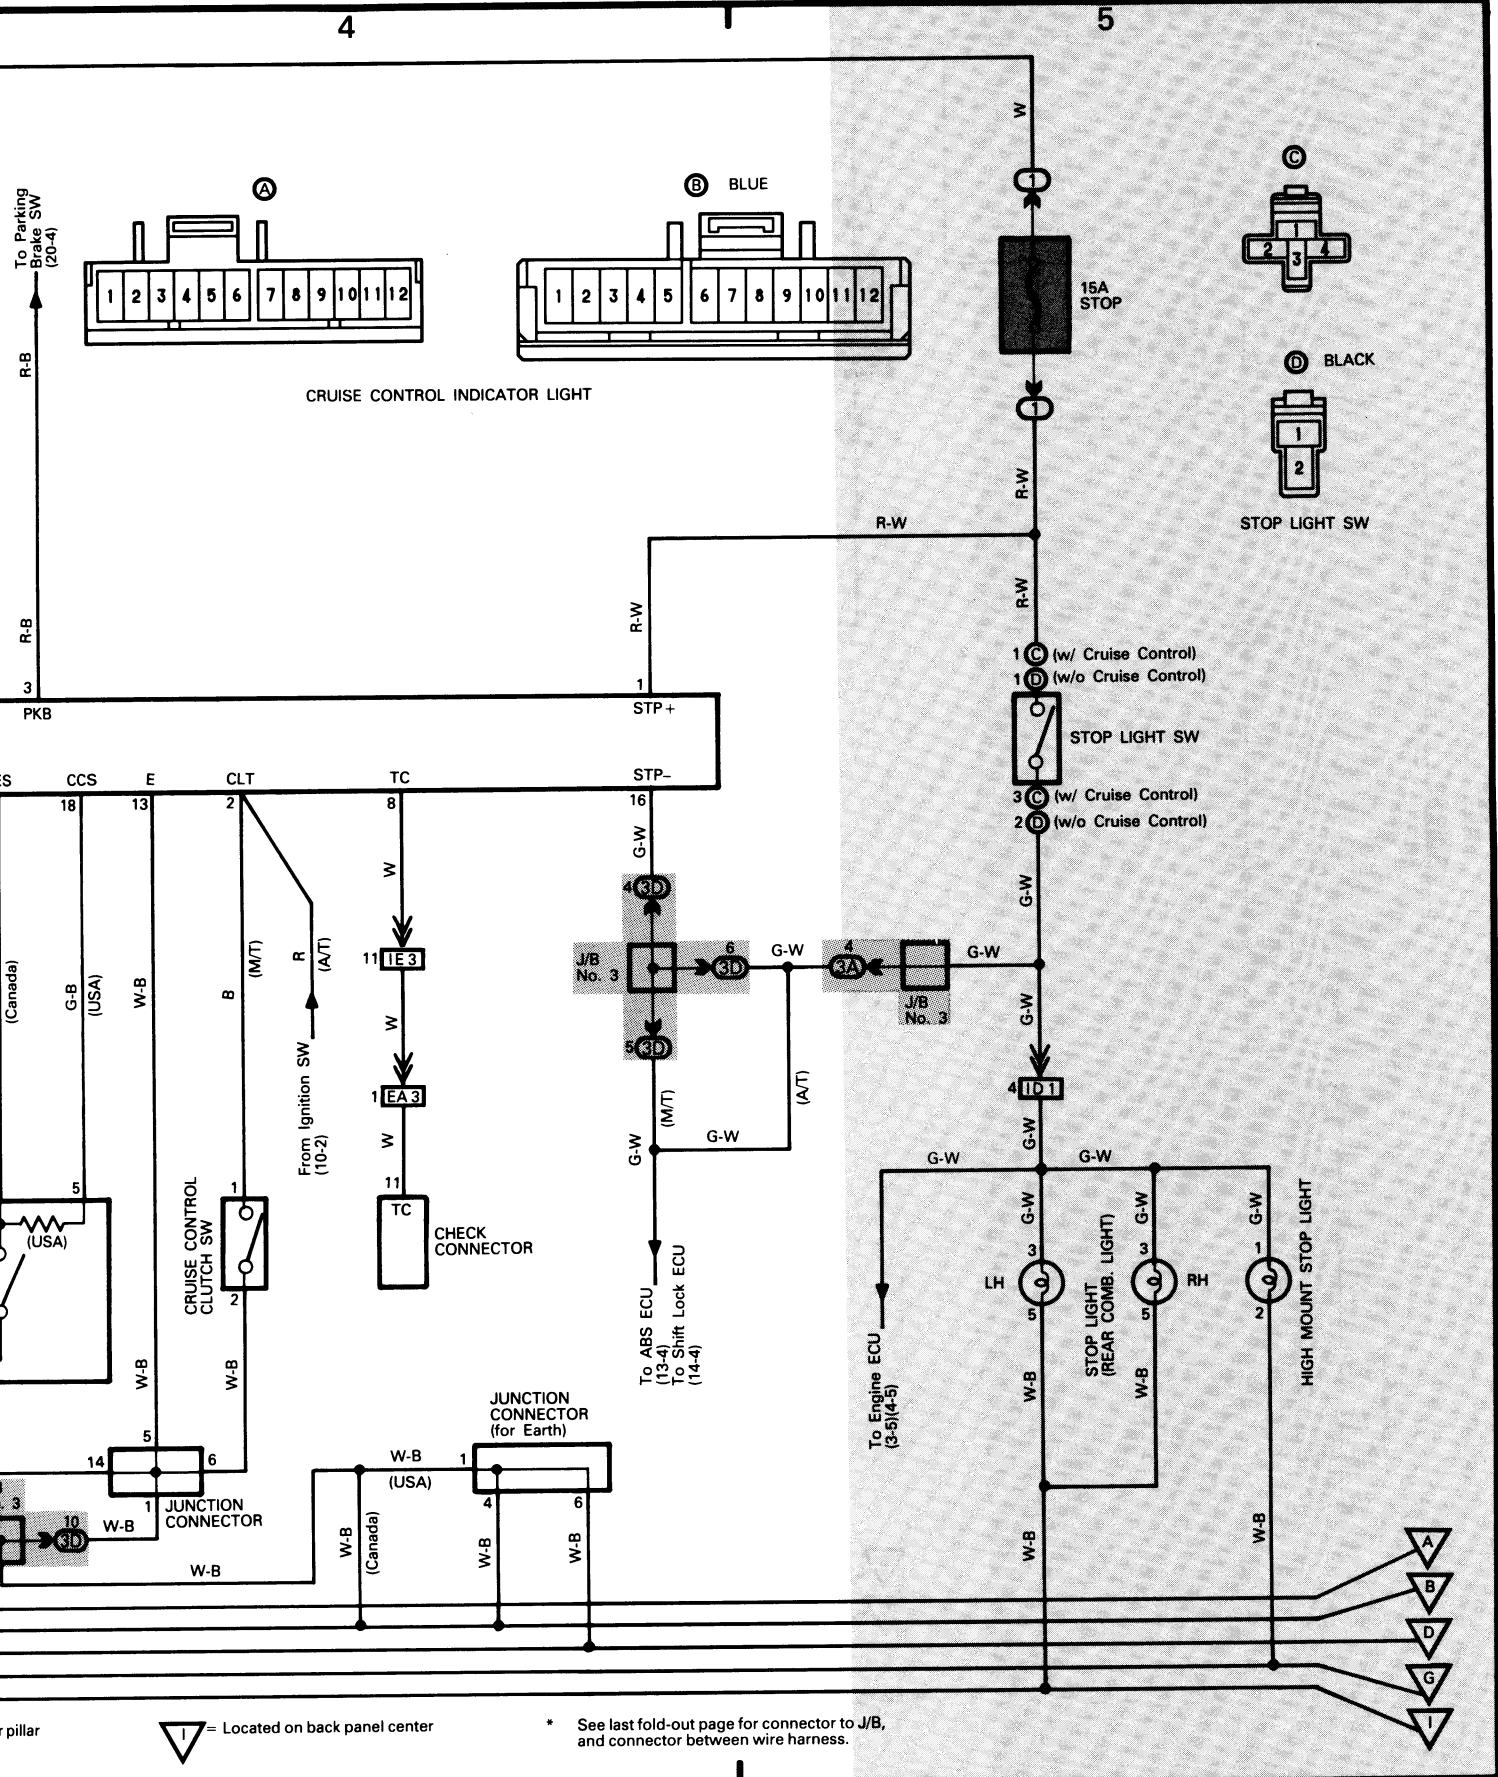 4
5
W
1
15A
STOP
1
R-W
R-W
R-W
R-W
To Parking
Brake SW
(20-4)
R-B
R-B
A
1 2 3 4 5 6 7 8 9 10 11 12
B BLUE
1 2 3 4 5 6 7 8 9 10 11 12
CRUISE CONTROL INDICATOR LIGHT
C
1
2 3 4
D BLACK
1
2
STOP LIGHT SW
1 C (w/ Cruise Control)
1 D (w/o Cruise Control)
STOP LIGHT SW
3 C (w/ Cruise Control)
2 D (w/o Cruise Control)
3
PKB
1
STP+
CCS E CLT TC STP–
18 13 2 8 16
G-W
4 3D
J/B
No. 3
6
3D
G-W
4
3A
J/B
No. 3
G-W
G-W
G-W
5 3D
(M/T)
(A/T)
G-W
G-W
To ABS ECU
(13-4)
To Shift Lock ECU
(14-4)
(Canada)
G-B
(USA)
W-B
B
(M/T)
R
(A/T)
From Ignition SW
(10-2)
W
11 IE3
W
1 EA3
W
11
TC
CHECK
CONNECTOR
5
(USA)
CRUISE CONTROL
CLUTCH SW
1
2
W-B
W-B
4 ID1
G-W
G-W
G-W
G-W
G-W
G-W
To Engine ECU
(3-5)(4-5)
3
LH
5
STOP LIGHT
(REAR COMB. LIGHT)
3
RH
5
1
2
HIGH MOUNT STOP LIGHT
W-B
W-B
W-B
W-B
5
14
6
1
JUNCTION
CONNECTOR
3
10
3D
W-B
W-B
JUNCTION
CONNECTOR
(for Earth)
W-B
(USA)
1
4
6
W-B
(Canada)
W-B
W-B
A
B
D
G
I
pillar
I = Located on back panel center
* See last fold-out page for connector to J/B,
and connector between wire harness.